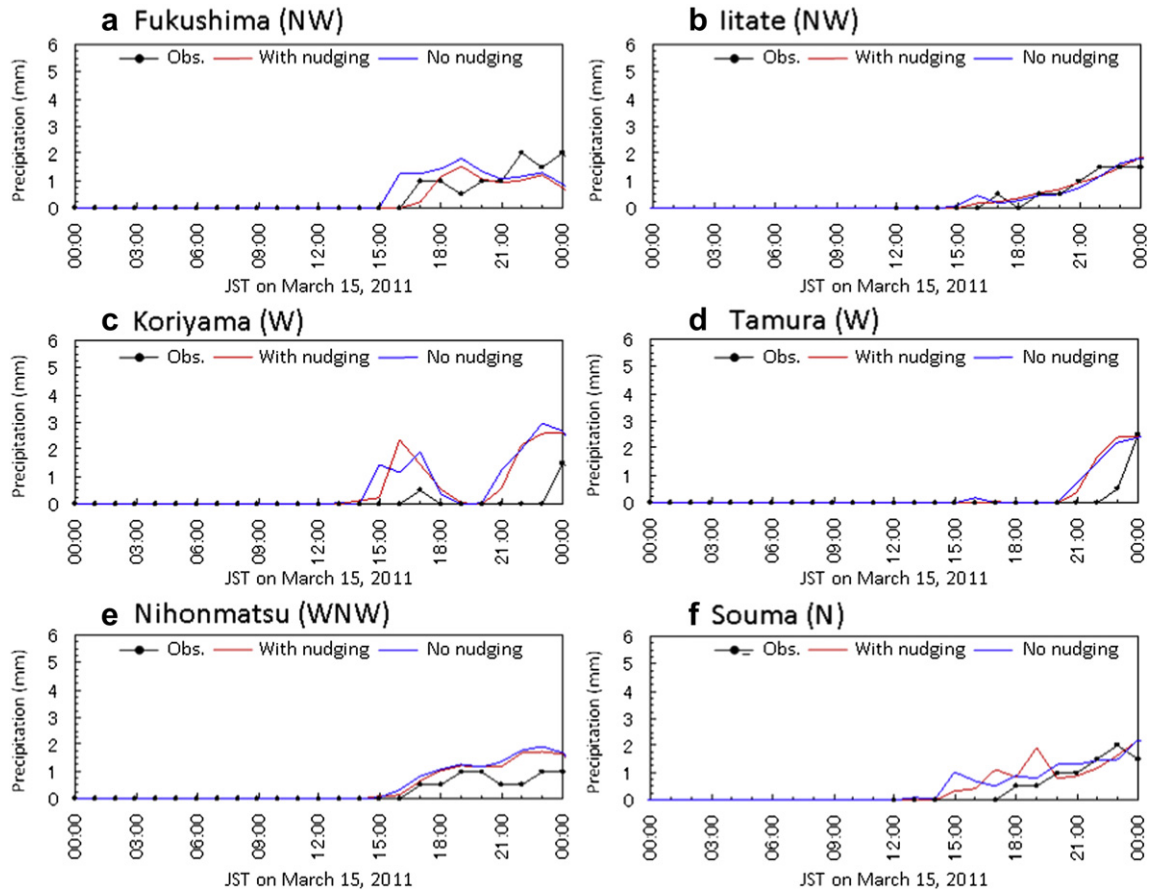 a Fukushima (NW)
Precipitation (mm)
6
5
4
3
2
1
0
Obs. With nudging No nudging
00:00 03:00 06:00 09:00 12:00 15:00 18:00 21:00 00:00
JST on March 15, 2011
b Iitate (NW)
Precipitation (mm)
6
5
4
3
2
1
0
Obs. With nudging No nudging
00:00 03:00 06:00 09:00 12:00 15:00 18:00 21:00 00:00
JST on March 15, 2011
c Koriyama (W)
Precipitation (mm)
6
5
4
3
2
1
0
Obs. With nudging No nudging
00:00 03:00 06:00 09:00 12:00 15:00 18:00 21:00 00:00
JST on March 15, 2011
d Tamura (W)
Precipitation (mm)
6
5
4
3
2
1
0
Obs. With nudging No nudging
00:00 03:00 06:00 09:00 12:00 15:00 18:00 21:00 00:00
JST on March 15, 2011
e Nihonmatsu (WNW)
Precipitation (mm)
6
5
4
3
2
1
0
Obs. With nudging No nudging
00:00 03:00 06:00 09:00 12:00 15:00 18:00 21:00 00:00
JST on March 15, 2011
f Souma (N)
Precipitation (mm)
6
5
4
3
2
1
0
Obs. With nudging No nudging
00:00 03:00 06:00 09:00 12:00 15:00 18:00 21:00 00:00
JST on March 15, 2011